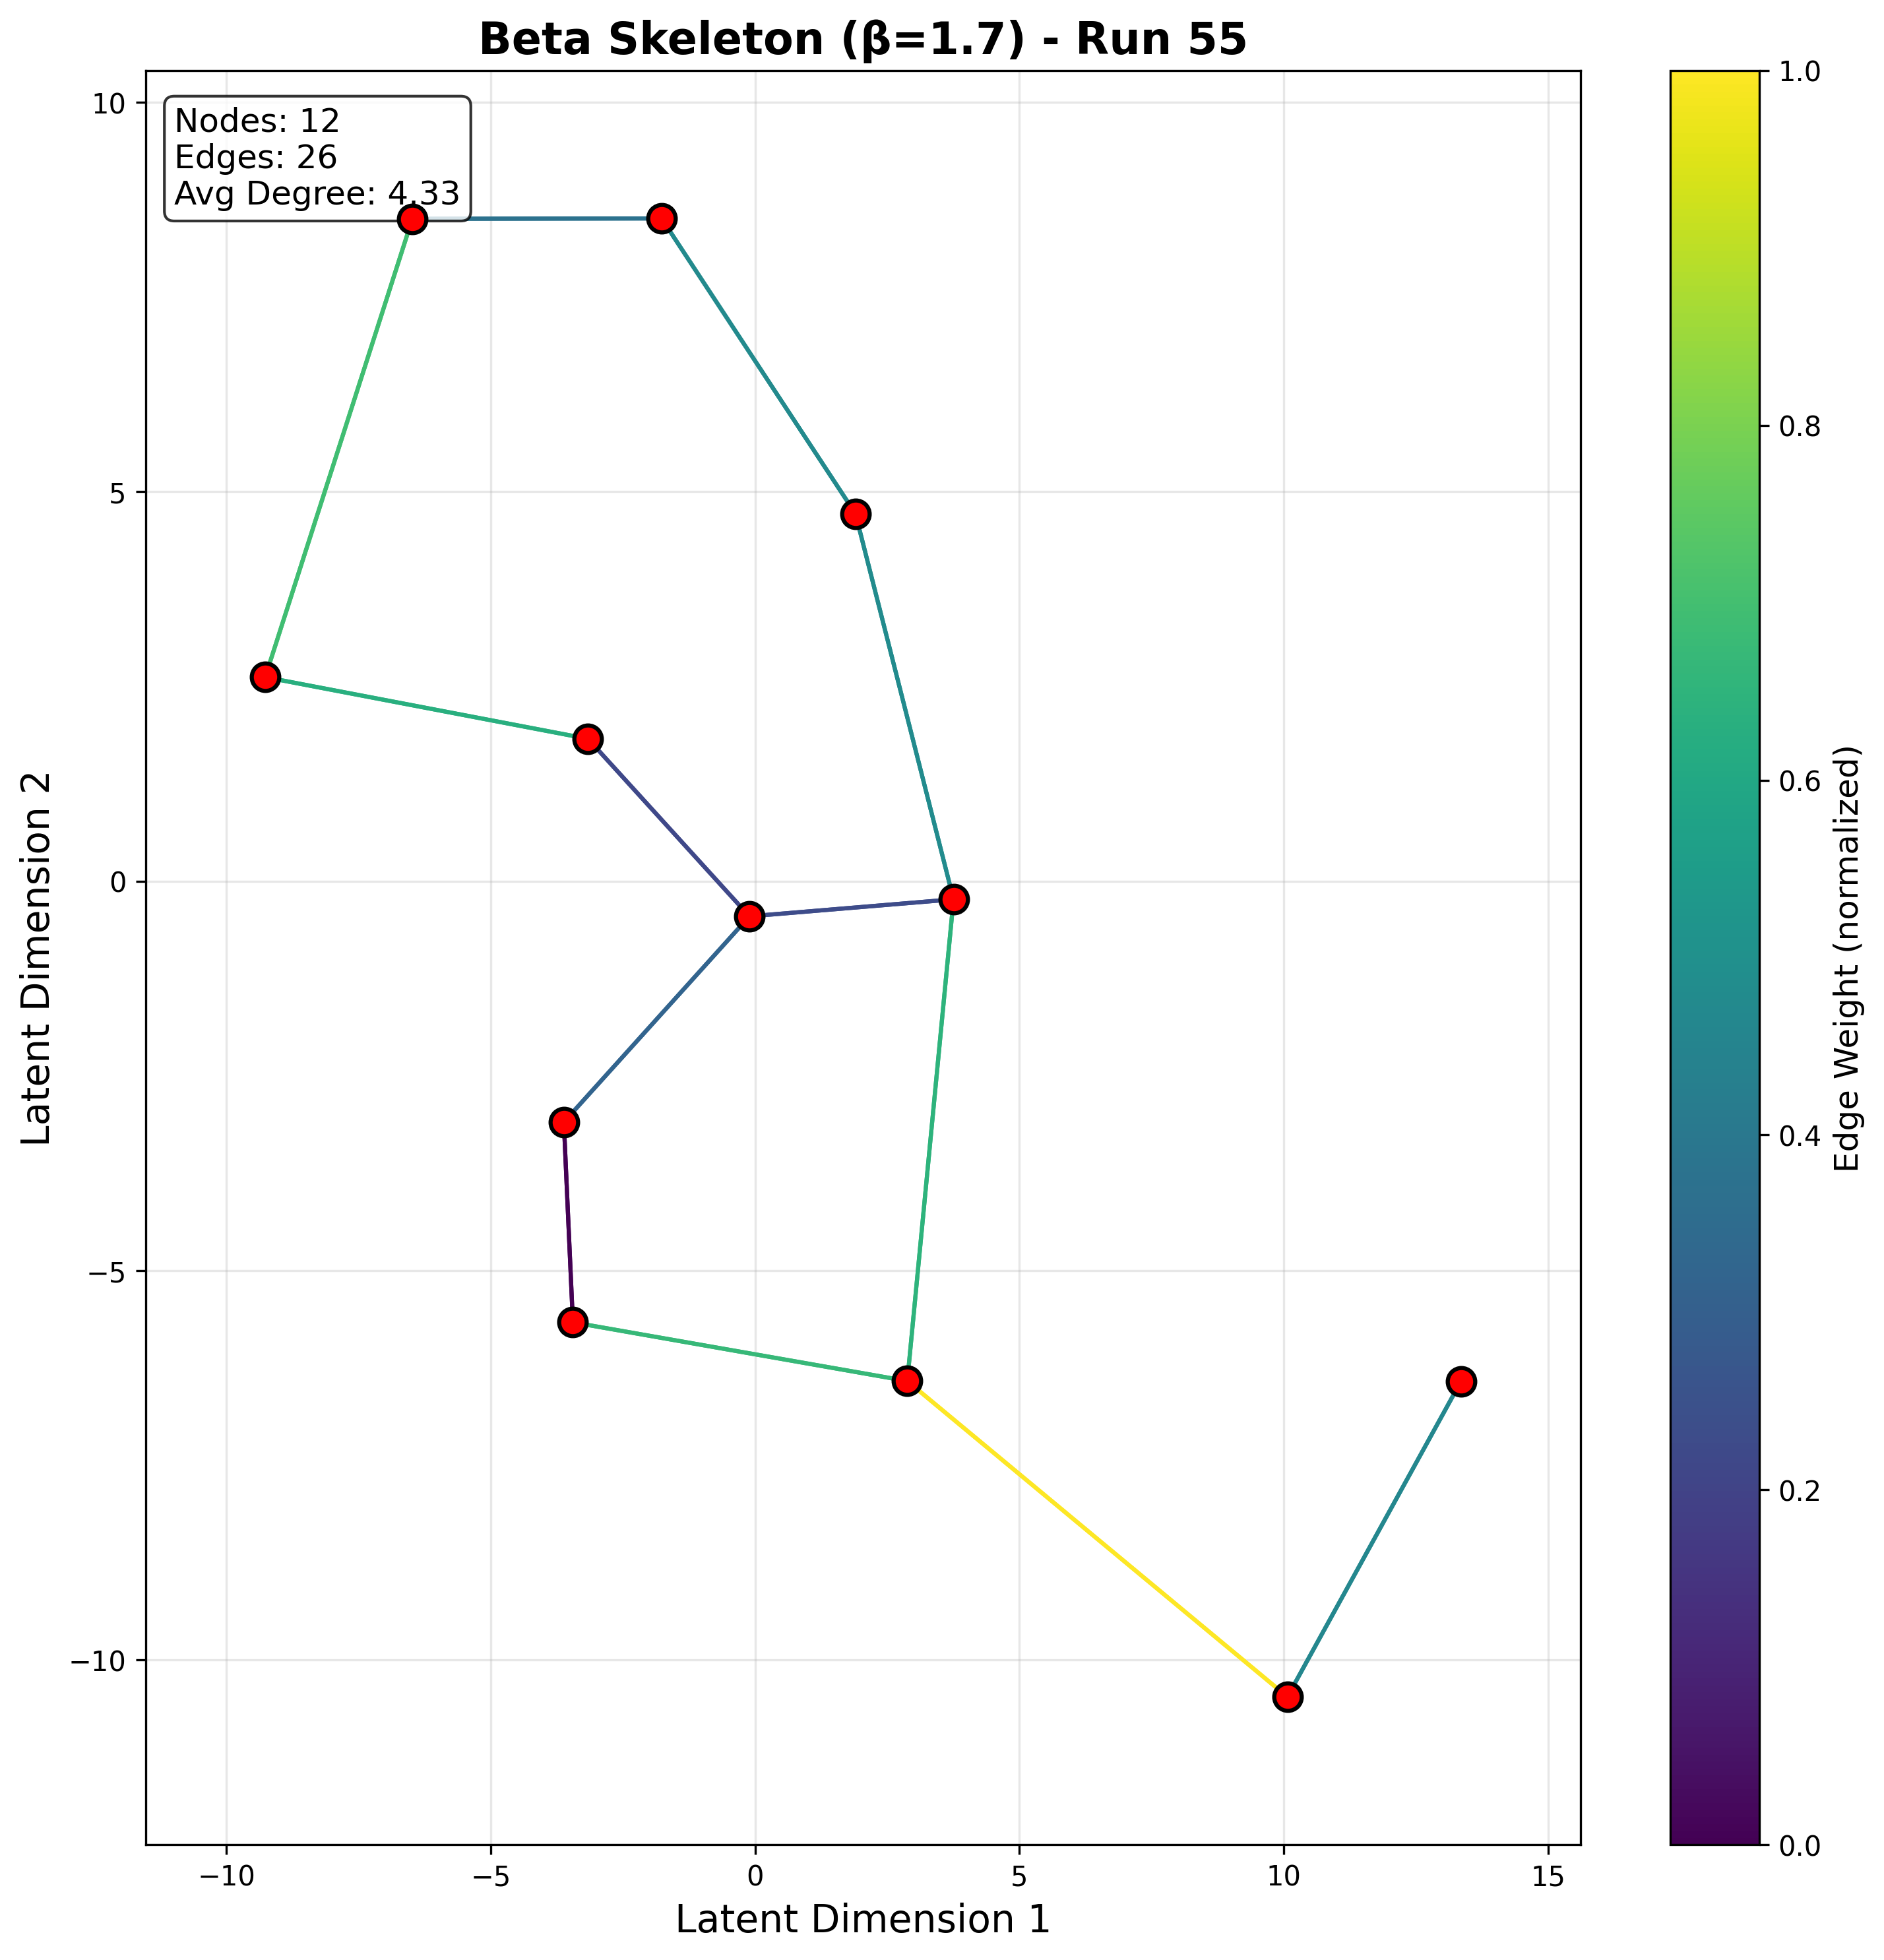 Beta Skeleton (β=1.7) - Run 55
Nodes: 12
Edges: 26
Avg Degree: 4.33
10
5
0
−5
−10
Latent Dimension 2
−10
−5
0
5
10
15
Latent Dimension 1
1.0
0.8
0.6
0.4
0.2
0.0
Edge Weight (normalized)